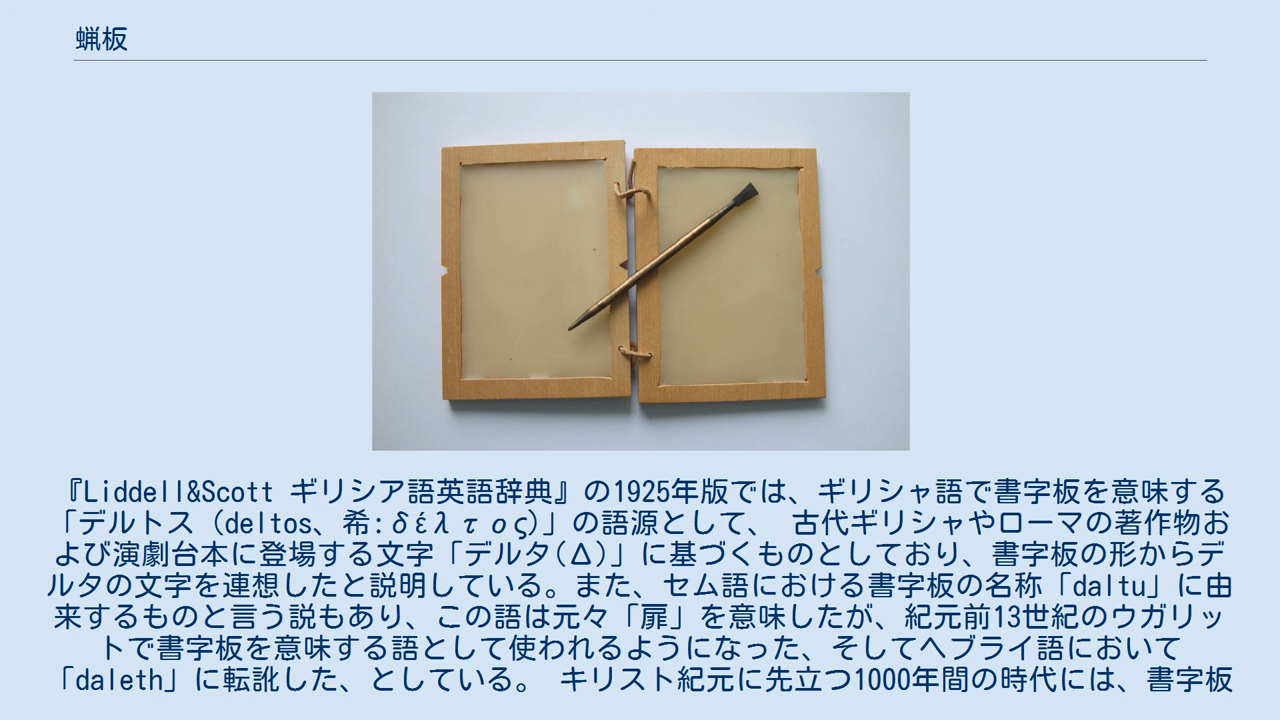 蝋板
『Liddell&Scott ギリシア語英語辞典』の1925年版では、ギリシャ語で書字板を意味する
「デルトス（deltos、希:δέλτος)」の語源として、 古代ギリシャやローマの著作物お
よび演劇台本に登場する文字「デルタ(Δ)」に基づくものとしており、書字板の形からデ
ルタの文字を連想したと説明している。また、セム語における書字板の名称「daltu」に由
来するものと言う説もあり、この語は元々「扉」を意味したが、紀元前13世紀のウガリッ
トで書字板を意味する語として使われるようになった、そしてヘブライ語において
「daleth」に転訛した、としている。 キリスト紀元に先立つ1000年間の時代には、書字板